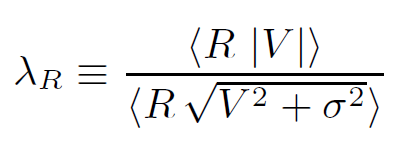 λ_R ≡ ⟨R |V|⟩ / ⟨R √(V² + σ²)⟩